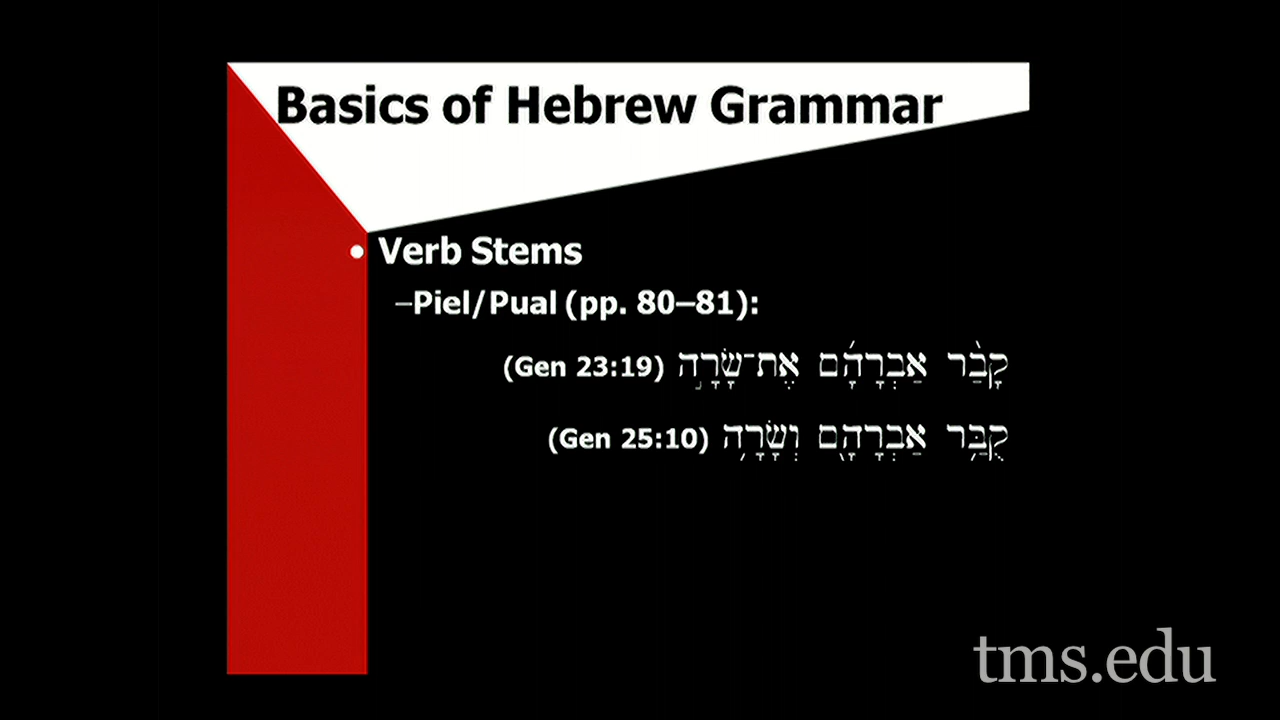 Basics of Hebrew Grammar
• Verb Stems
–Piel/Pual (pp. 80–81):
קָבַ֨ר אַבְרָהָ֜ם אֶת־שָׂרָ֣ה (Gen 23:19)
קֻבַּ֥ר אַבְרָהָ֖ם וְשָׂרָ֥ה (Gen 25:10)
tms.edu